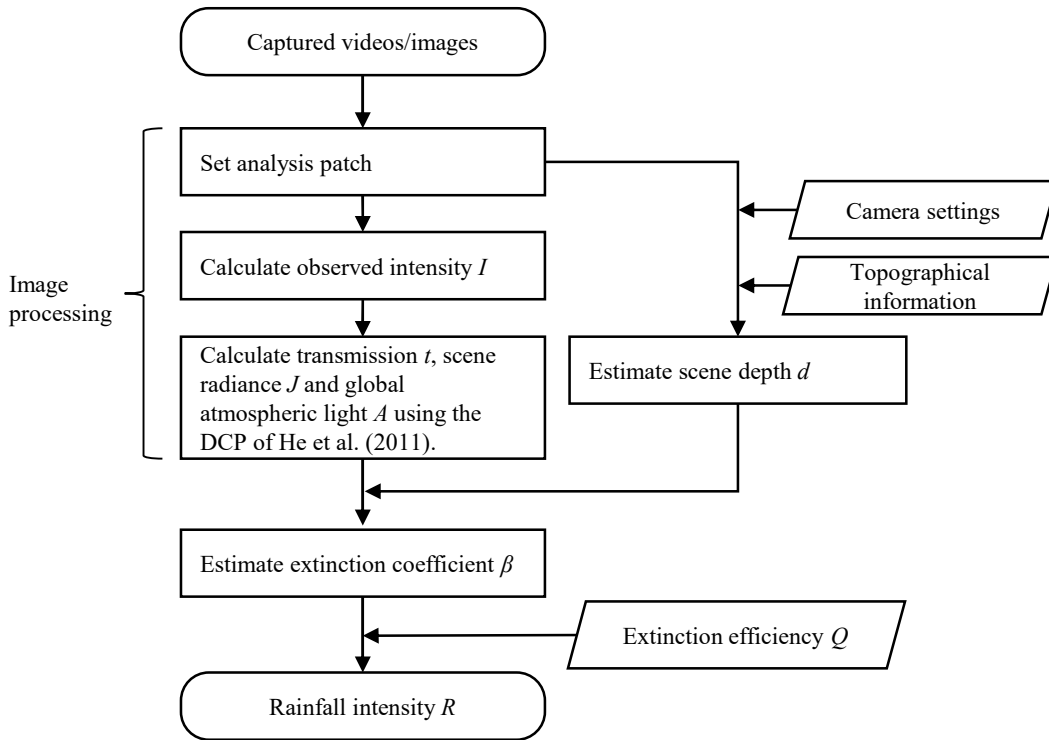 Captured videos/images
Set analysis patch
Camera settings
Calculate observed intensity I
Topographical
information
Image
processing
Calculate transmission t, scene
radiance J and global
atmospheric light A using the
DCP of He et al. (2011).
Estimate scene depth d
Estimate extinction coefficient β
Extinction efficiency Q
Rainfall intensity R